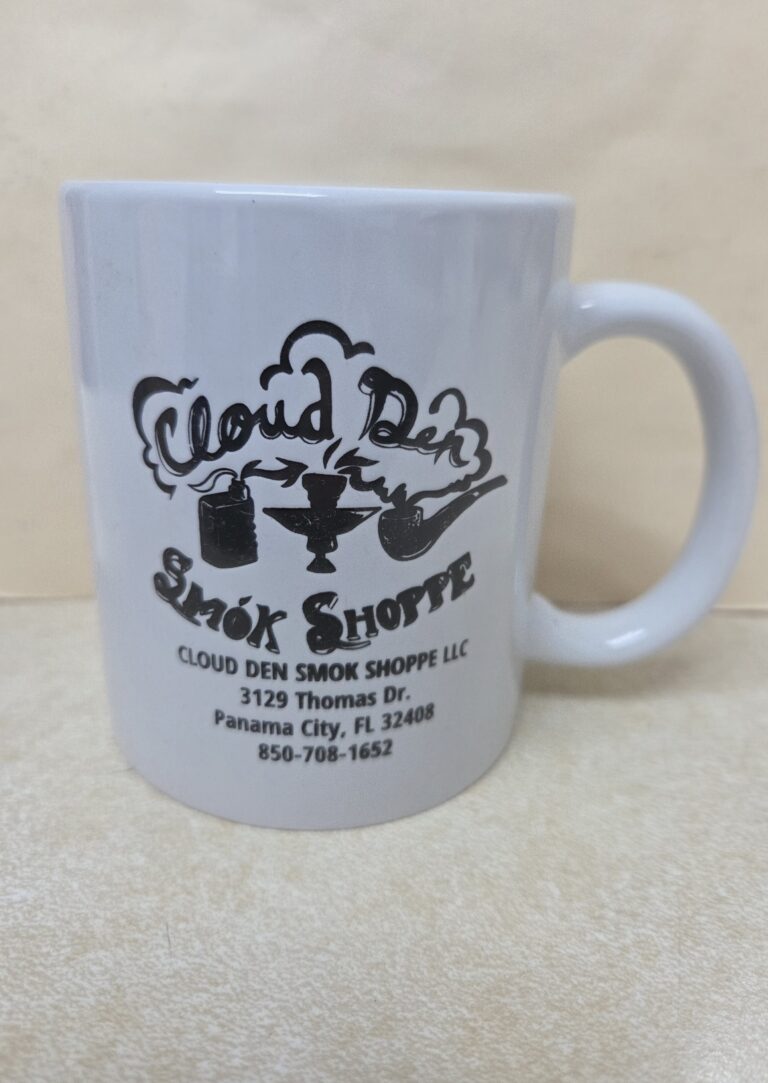 Cloud Den
Smók Shoppe
CLOUD DEN SMOK SHOPPE LLC
3129 Thomas Dr.
Panama City, FL 32408
850-708-1652